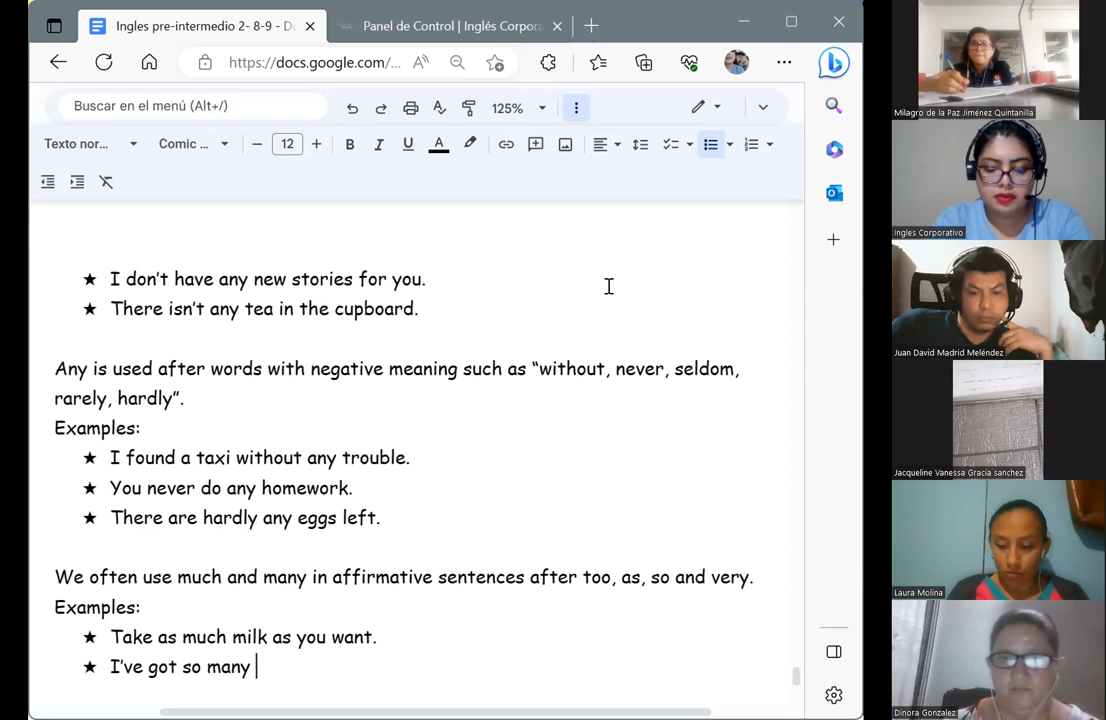 Ingles pre-intermedio 2- 8-9 - D
Panel de Control | Inglés Corpor
https://docs.google.com/...
Buscar en el menú (Alt+/)
125%
Texto nor...
Comic ...
12
B I U A
★ I don't have any new stories for you.
★ There isn't any tea in the cupboard.
Any is used after words with negative meaning such as “without, never, seldom,
rarely, hardly”.
Examples:
★ I found a taxi without any trouble.
★ You never do any homework.
★ There are hardly any eggs left.
We often use much and many in affirmative sentences after too, as, so and very.
Examples:
★ Take as much milk as you want.
★ I've got so many
Milagro de la Paz Jiménez Quintanilla
Ingles Corporativo
Juan David Madrid Meléndez
Jacqueline Vanessa Gracia sanchez
Laura Molina
Dinora Gonzalez